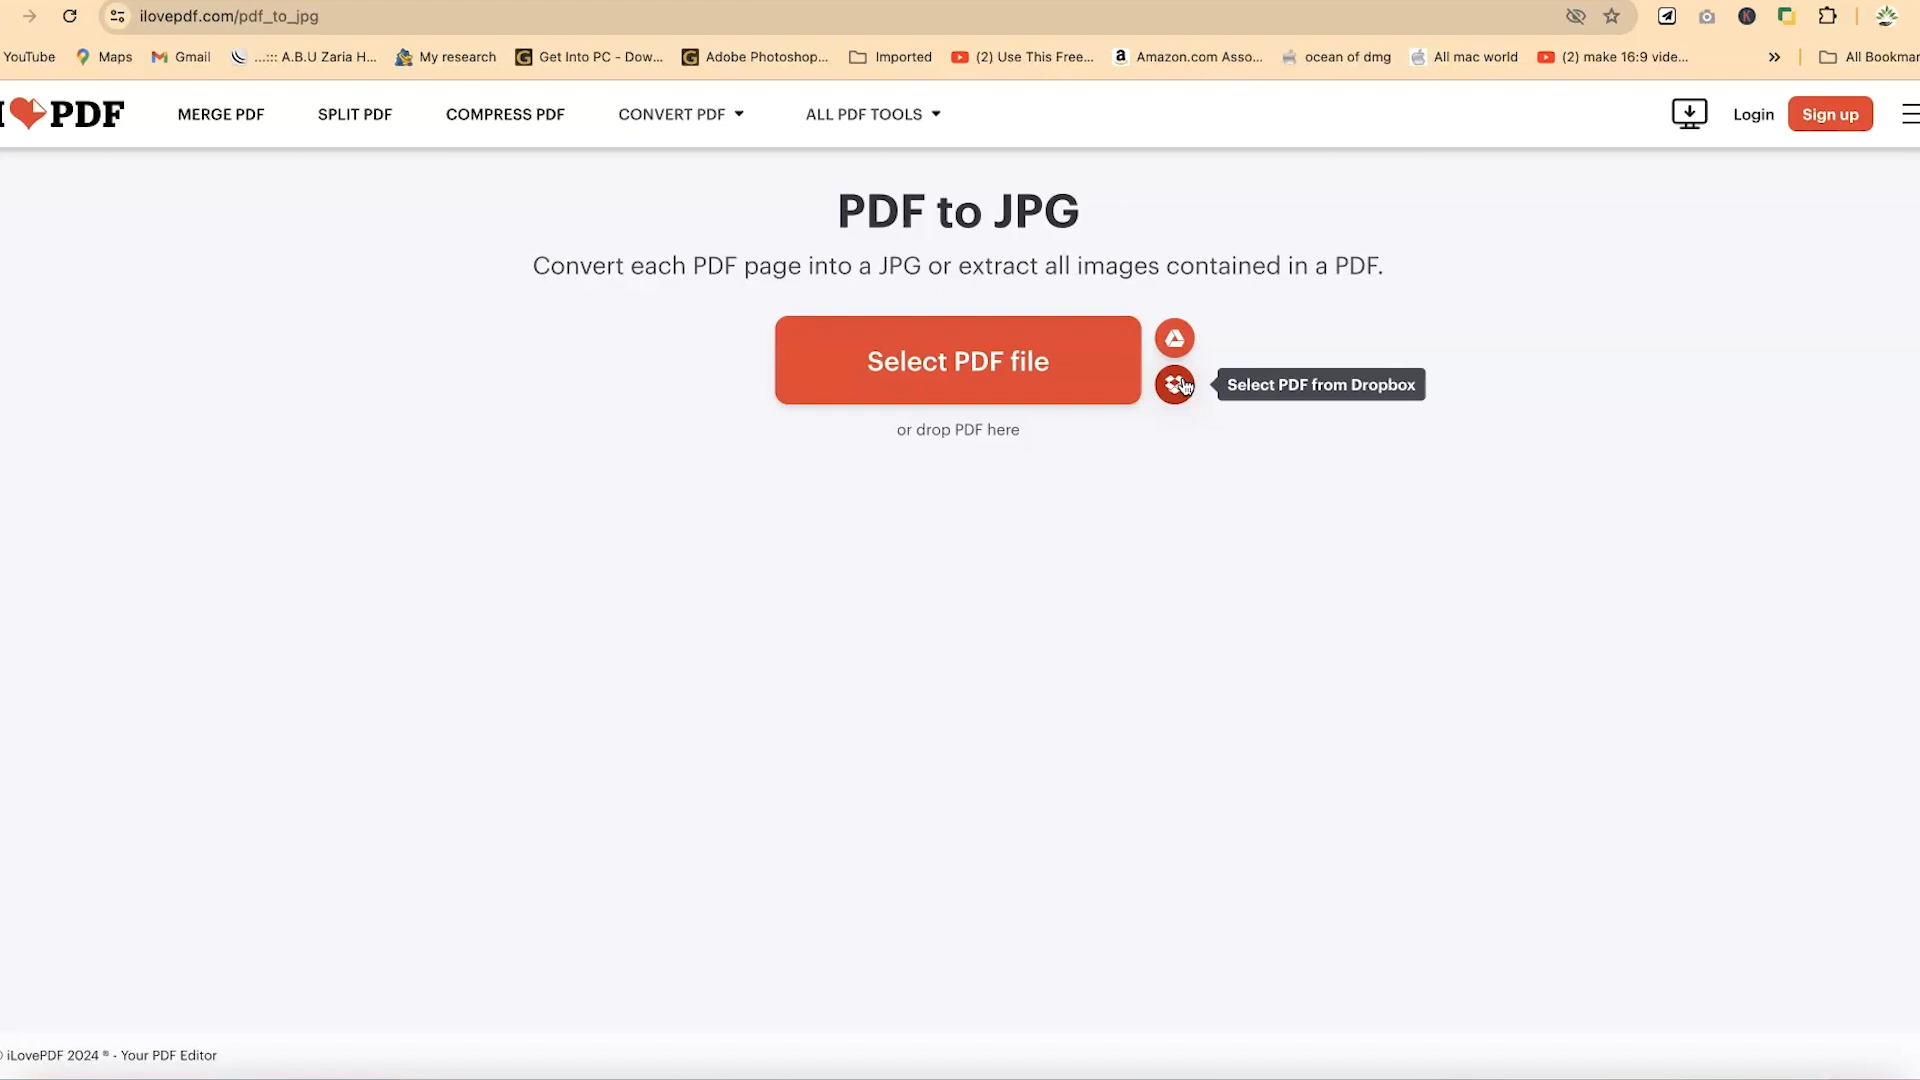 ilovepdf.com/pdf_to_jpg
YouTube Maps Gmail ...::: A.B.U Zaria H... My research Get Into PC - Dow... Adobe Photoshop... Imported (2) Use This Free... Amazon.com Asso... ocean of dmg All mac world (2) make 16:9 vide... » All Bookmar
I PDF MERGE PDF SPLIT PDF COMPRESS PDF CONVERT PDF ALL PDF TOOLS Login Sign up
PDF to JPG
Convert each PDF page into a JPG or extract all images contained in a PDF.
Select PDF file
Select PDF from Dropbox
or drop PDF here
© iLovePDF 2024 ® - Your PDF Editor